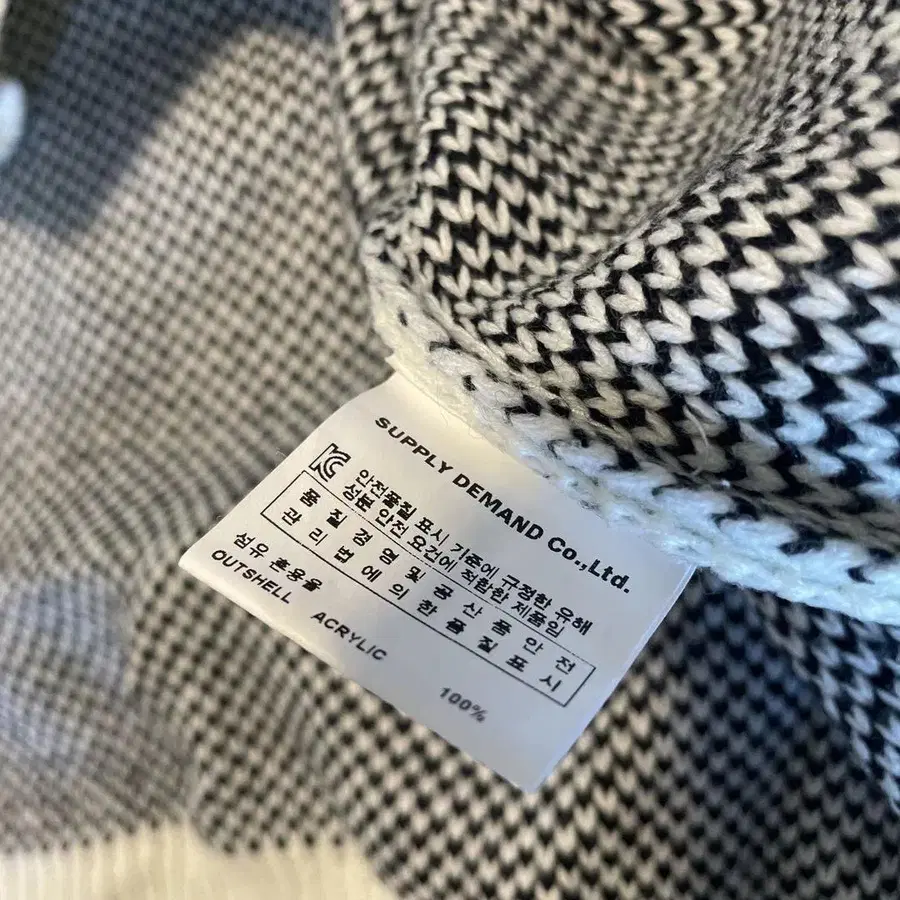 SUPPLY DEMAND Co.,Ltd.
안전품질 표시 기준에 규정한 유해
성분 안전 요건에 적합한 제품임
품질경영및공산품안전
관리법에의한품질표시
섬유 혼용율
OUTSHELL ACRYLIC 100%